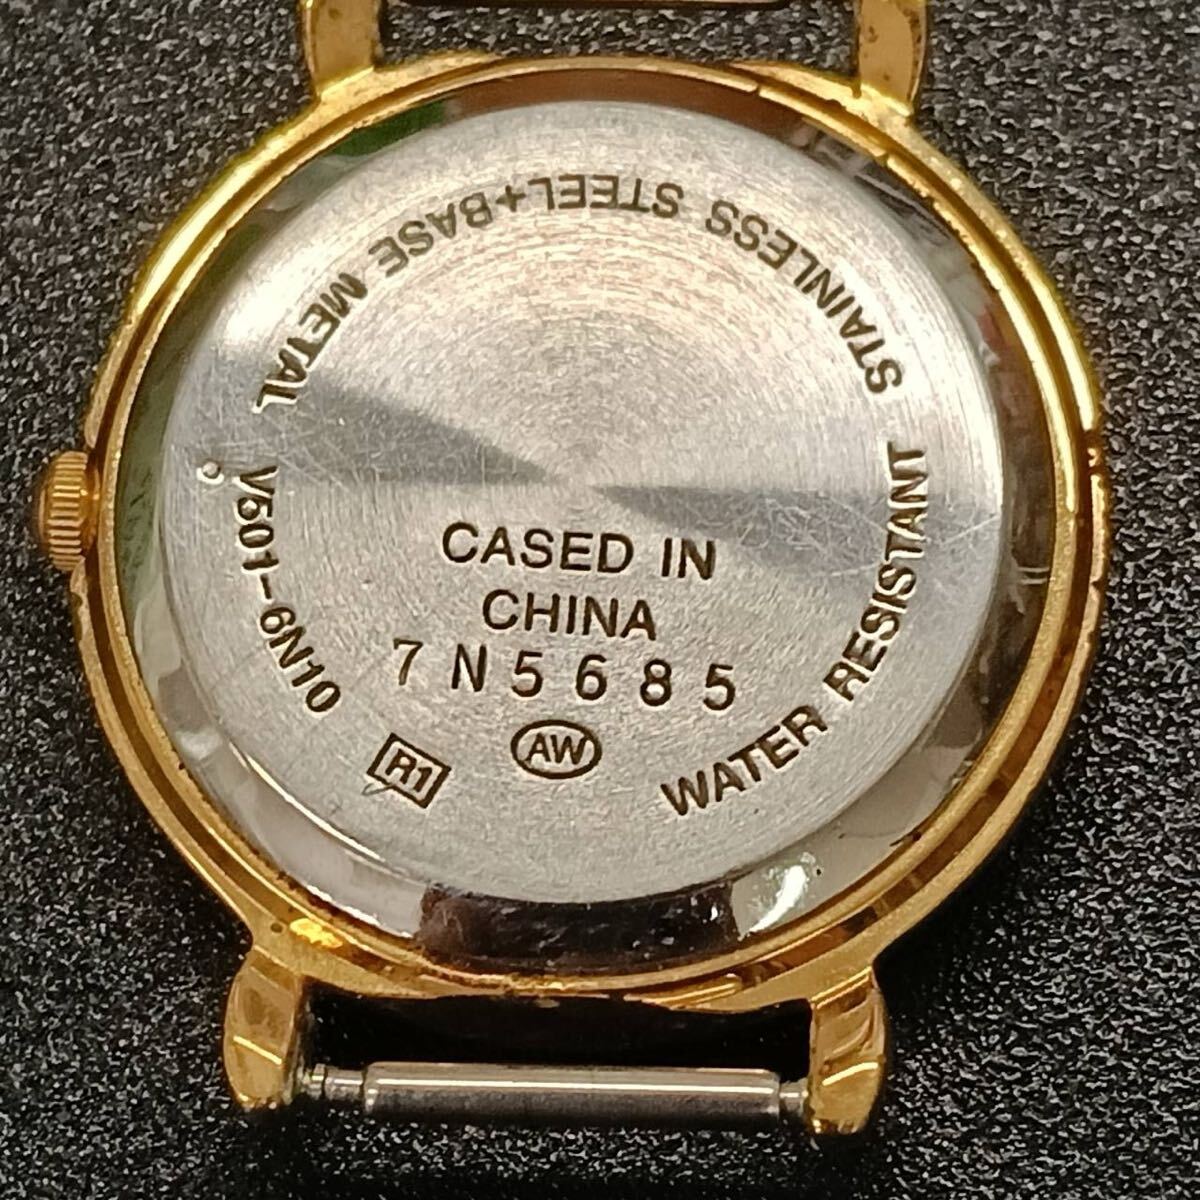 STAINLESS STEEL+BASE METAL
V501-6N10
CASED IN
CHINA
7N5685
R1
AW
WATER RESISTANT